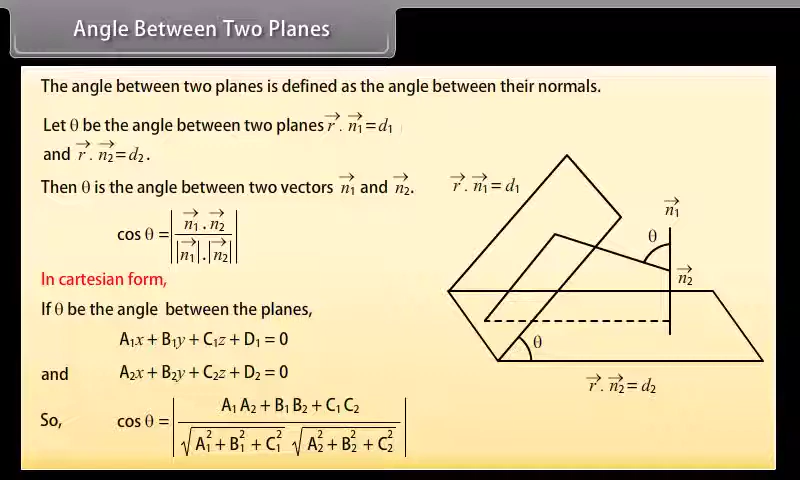 Angle Between Two Planes
The angle between two planes is defined as the angle between their normals.
Let θ be the angle between two planes r⃗ . n⃗₁ = d₁
and r⃗ . n⃗₂ = d₂.
Then θ is the angle between two vectors n⃗₁ and n⃗₂.
cos θ = | n⃗₁ . n⃗₂ / |n⃗₁| . |n⃗₂| |
In cartesian form,
If θ be the angle between the planes,
A₁x + B₁y + C₁z + D₁ = 0
and A₂x + B₂y + C₂z + D₂ = 0
So, cos θ = | A₁ A₂ + B₁ B₂ + C₁ C₂ / √(A₁² + B₁² + C₁²) √(A₂² + B₂² + C₂²) |
r⃗ . n⃗₁ = d₁
n⃗₁
θ
n⃗₂
θ
r⃗ . n⃗₂ = d₂